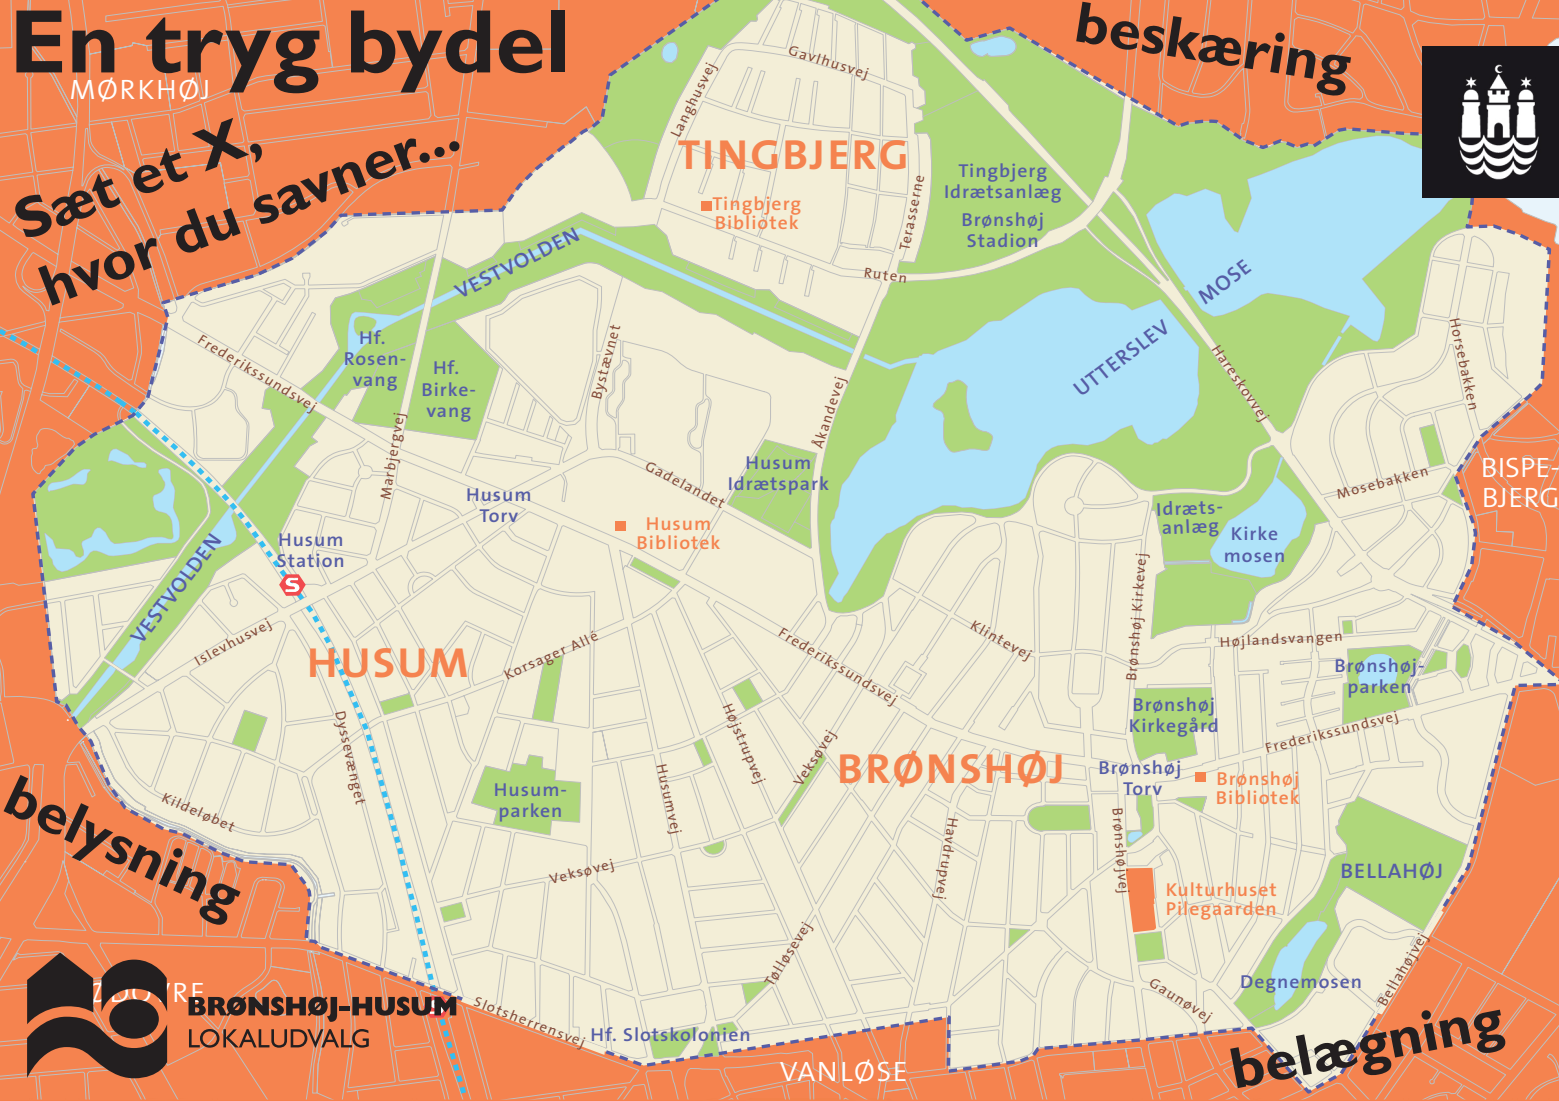 En tryg bydel
MØRKHØJ
Sæt et X,
hvor du savner...
beskæring
Gavlhusvej
Langhusvej
TINGBJERG
Tingbjerg
Bibliotek
Terasserne
Ruten
Tingbjerg
Idrætsanlæg
Brønshøj
Stadion
VESTVOLDEN
MOSE
UTTERSLEV
Hareskovvej
Horsebakken
Frederikssundsvej
Hf.
Rosen-
vang
Hf.
Birke-
vang
Bystævnet
Åkandevej
Marbjergvej
Gadelandet
Husum
Idrætspark
Husum
Torv
Husum
Bibliotek
Mosebakken
BISPE-
BJERG
Idræts-
anlæg
Kirke
mosen
Husum
Station
S
VESTVOLDEN
Islevhusvej
HUSUM
Korsager Allé
Frederikssundsvej
Klintevej
Brønshøj Kirkevej
Højlandsvangen
Brønshøj-
parken
Brønshøj
Kirkegård
Frederikssundsvej
Dyssevænget
Højstrupvej
Veksøvej
BRØNSHØJ
Brønshøj
Torv
Brønshøj
Bibliotek
Husumvej
Husum-
parken
Kildeløbet
belysning
Veksøvej
Havdrupvej
Brønshøjvej
BELLAHØJ
Kulturhuset
Pilegaarden
Tølløsevej
Degnemosen
Bellahøjvej
Gaunøvej
Slotsherrensvej
Hf. Slotskolonien
VANLØSE
belægning
BRØNSHØJ-HUSUM
LOKALUDVALG